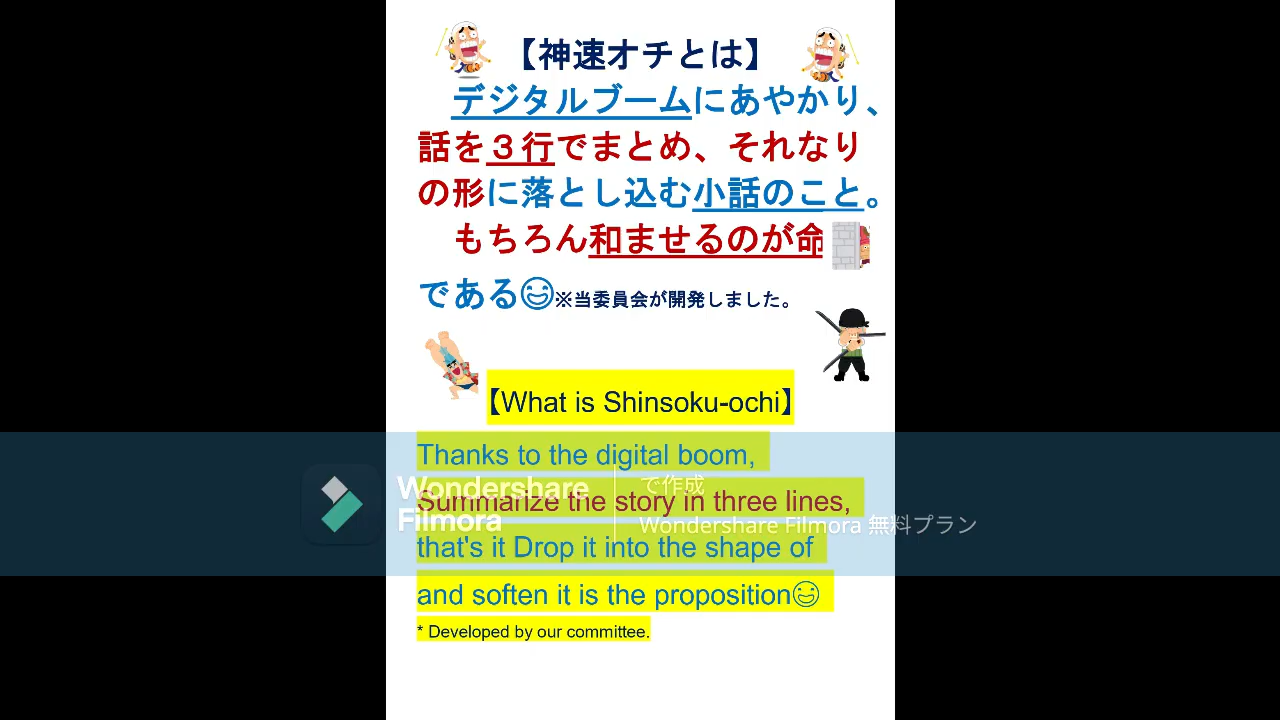 【神速オチとは】
デジタルブームにあやかり、
話を３行でまとめ、それなり
の形に落とし込む小話のこと。
もちろん和ませるのが命
である😄※当委員会が開発しました。
【What is Shinsoku-ochi】
Thanks to the digital boom,
Summarize the story in three lines,
that's it Drop it into the shape of
and soften it is the proposition😄
* Developed by our committee.
Wondershare
Filmora
で作成
Wondershare Filmora 無料プラン